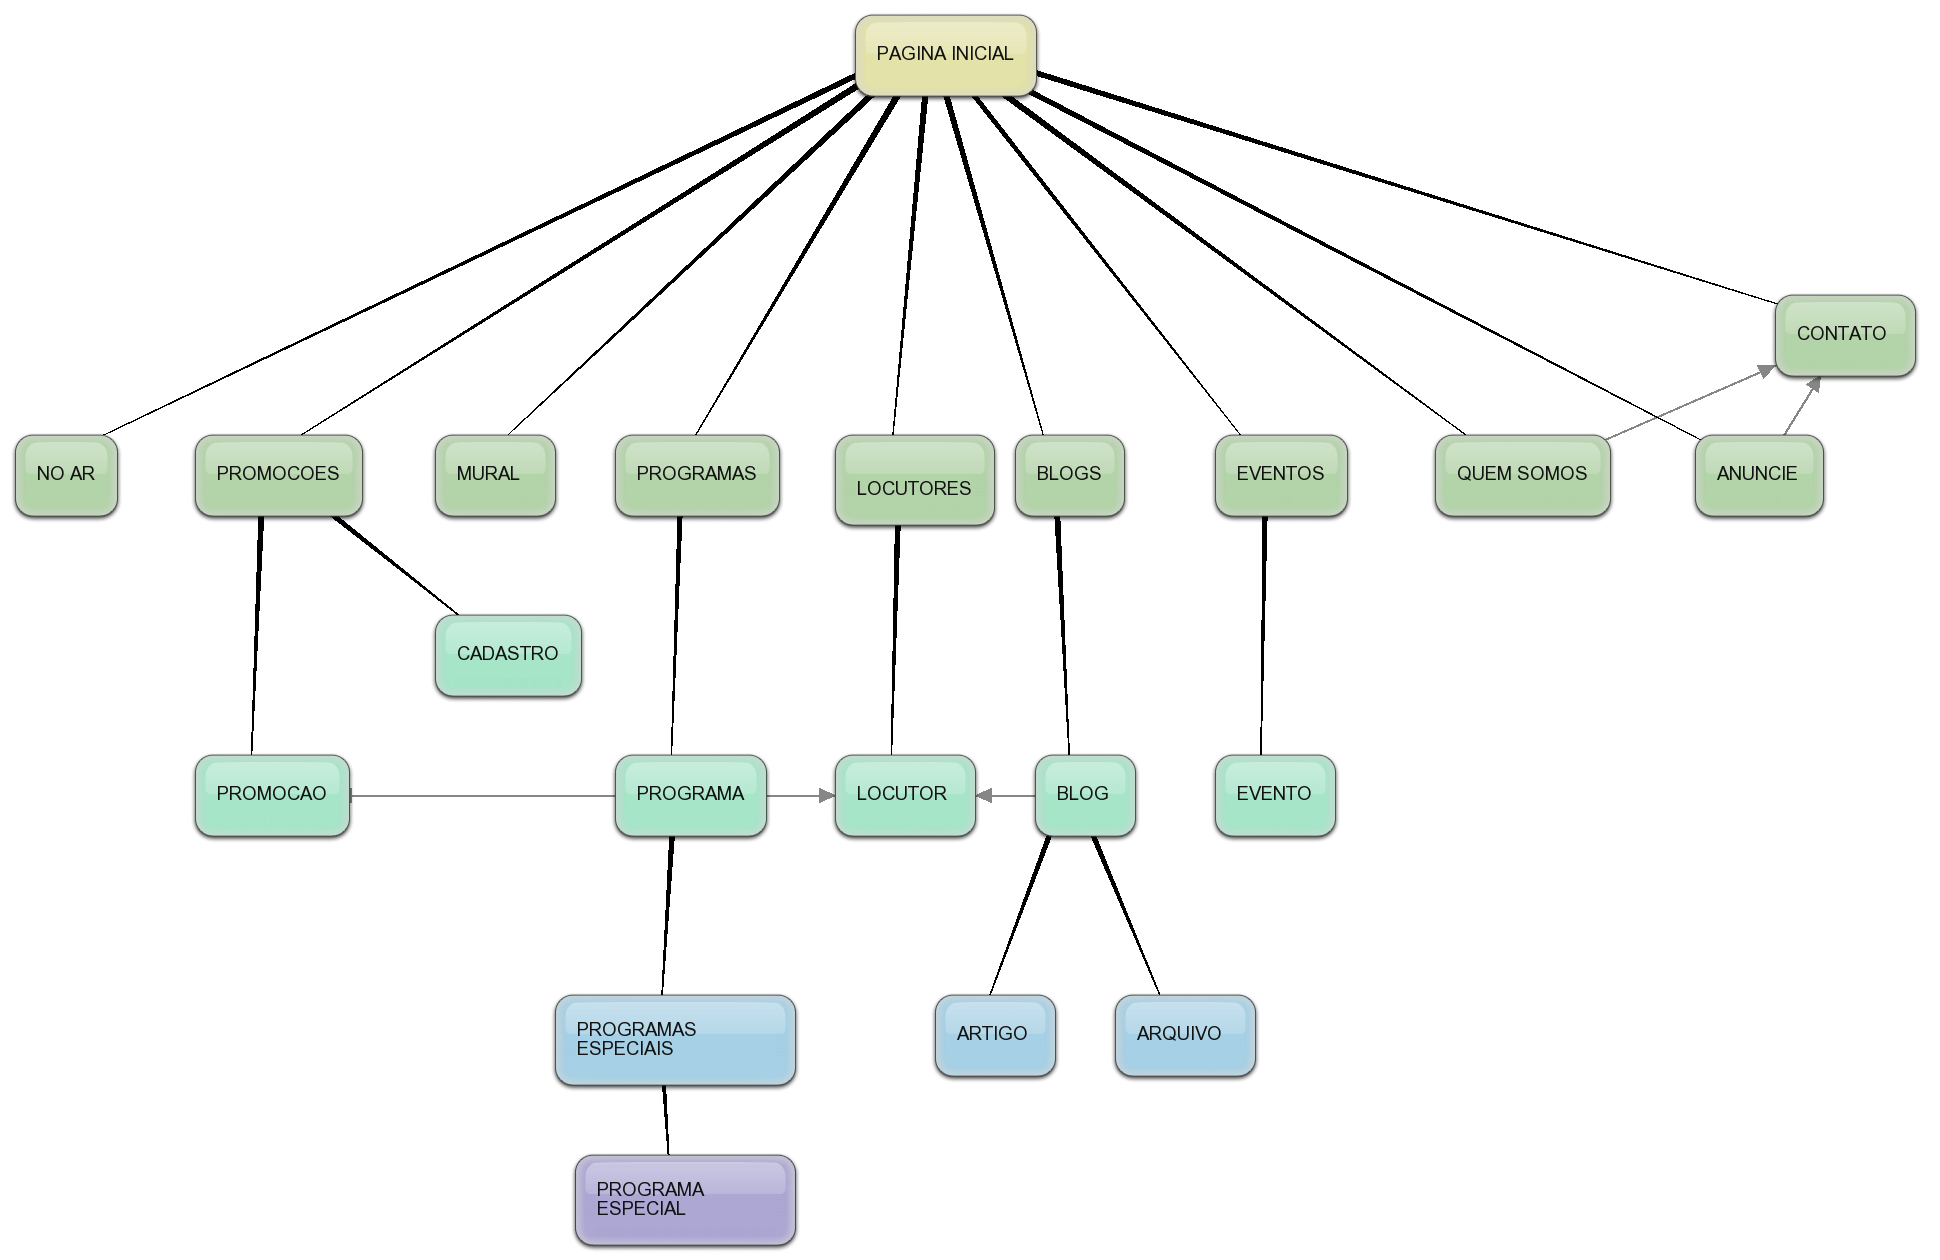 PAGINA INICIAL
CONTATO
NO AR
PROMOCOES
MURAL
PROGRAMAS
LOCUTORES
BLOGS
EVENTOS
QUEM SOMOS
ANUNCIE
CADASTRO
PROMOCAO
PROGRAMA
LOCUTOR
BLOG
EVENTO
PROGRAMAS
ESPECIAIS
ARTIGO
ARQUIVO
PROGRAMA
ESPECIAL